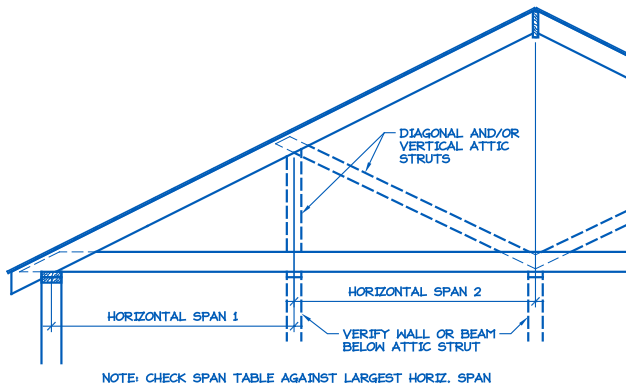 DIAGONAL AND/OR
VERTICAL ATTIC
STRUTS
HORIZONTAL SPAN 2
HORIZONTAL SPAN 1
VERIFY WALL OR BEAM
BELOW ATTIC STRUT
NOTE: CHECK SPAN TABLE AGAINST LARGEST HORIZ. SPAN